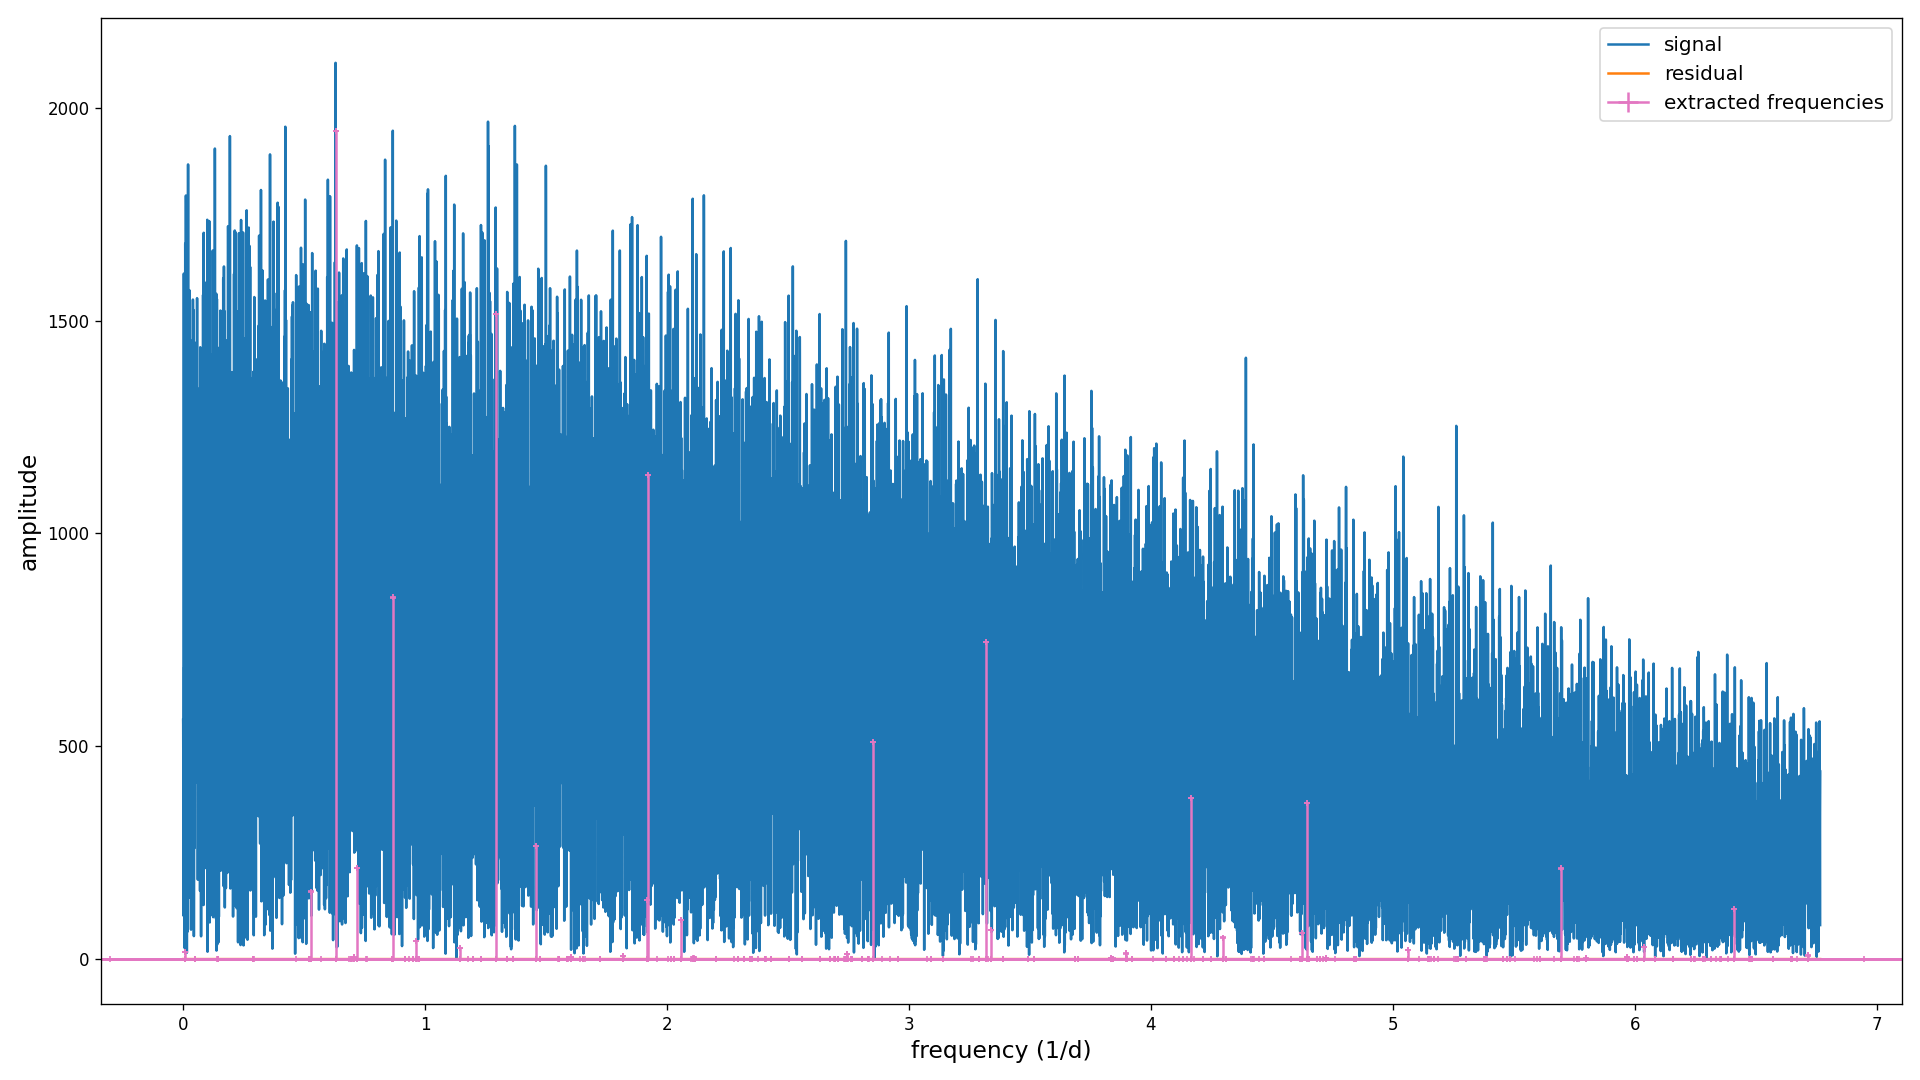 signal
residual
extracted frequencies
2000
1500
1000
500
0
amplitude
0 1 2 3 4 5 6 7
frequency (1/d)